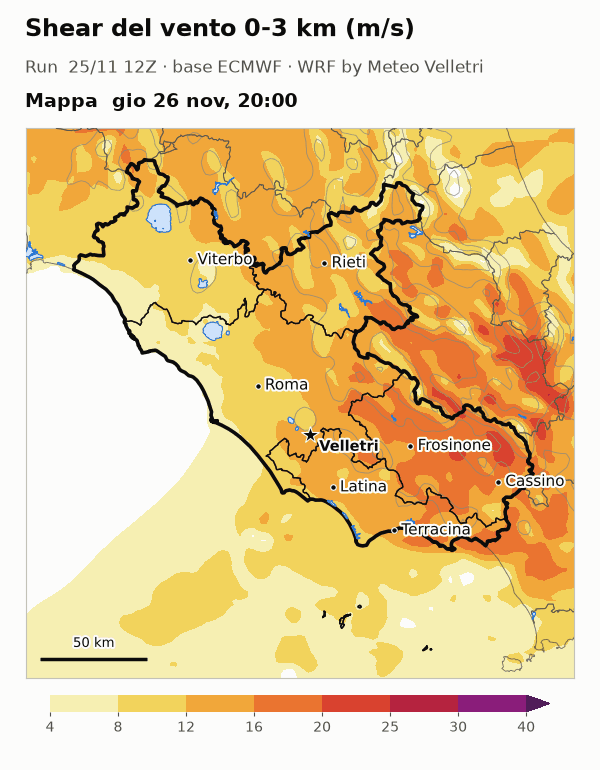 Shear del vento 0-3 km (m/s)
Run  25/11 12Z · base ECMWF · WRF by Meteo Velletri
Mappa  gio 26 nov, 20:00
Viterbo
Rieti
Roma
Velletri
Frosinone
Cassino
Latina
Terracina
50 km
4 8 12 16 20 25 30 40